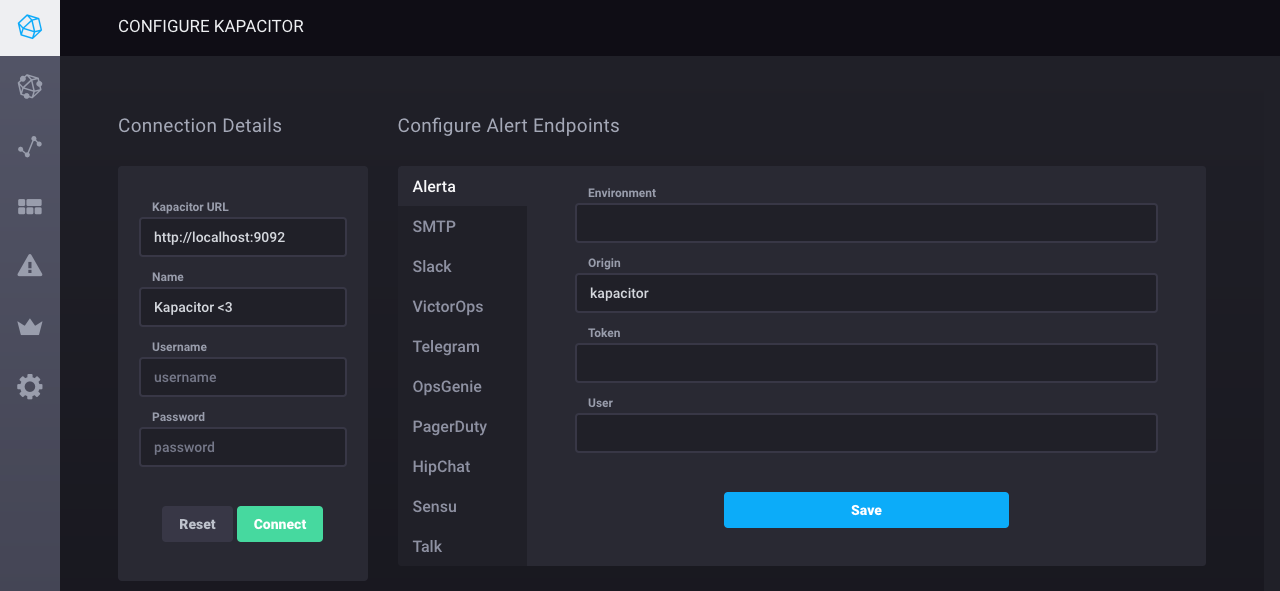 CONFIGURE KAPACITOR
Connection Details
Kapacitor URL
http://localhost:9092
Name
Kapacitor <3
Username
username
Password
password
Reset
Connect
Configure Alert Endpoints
Alerta
SMTP
Slack
VictorOps
Telegram
OpsGenie
PagerDuty
HipChat
Sensu
Talk
Environment
Origin
kapacitor
Token
User
Save